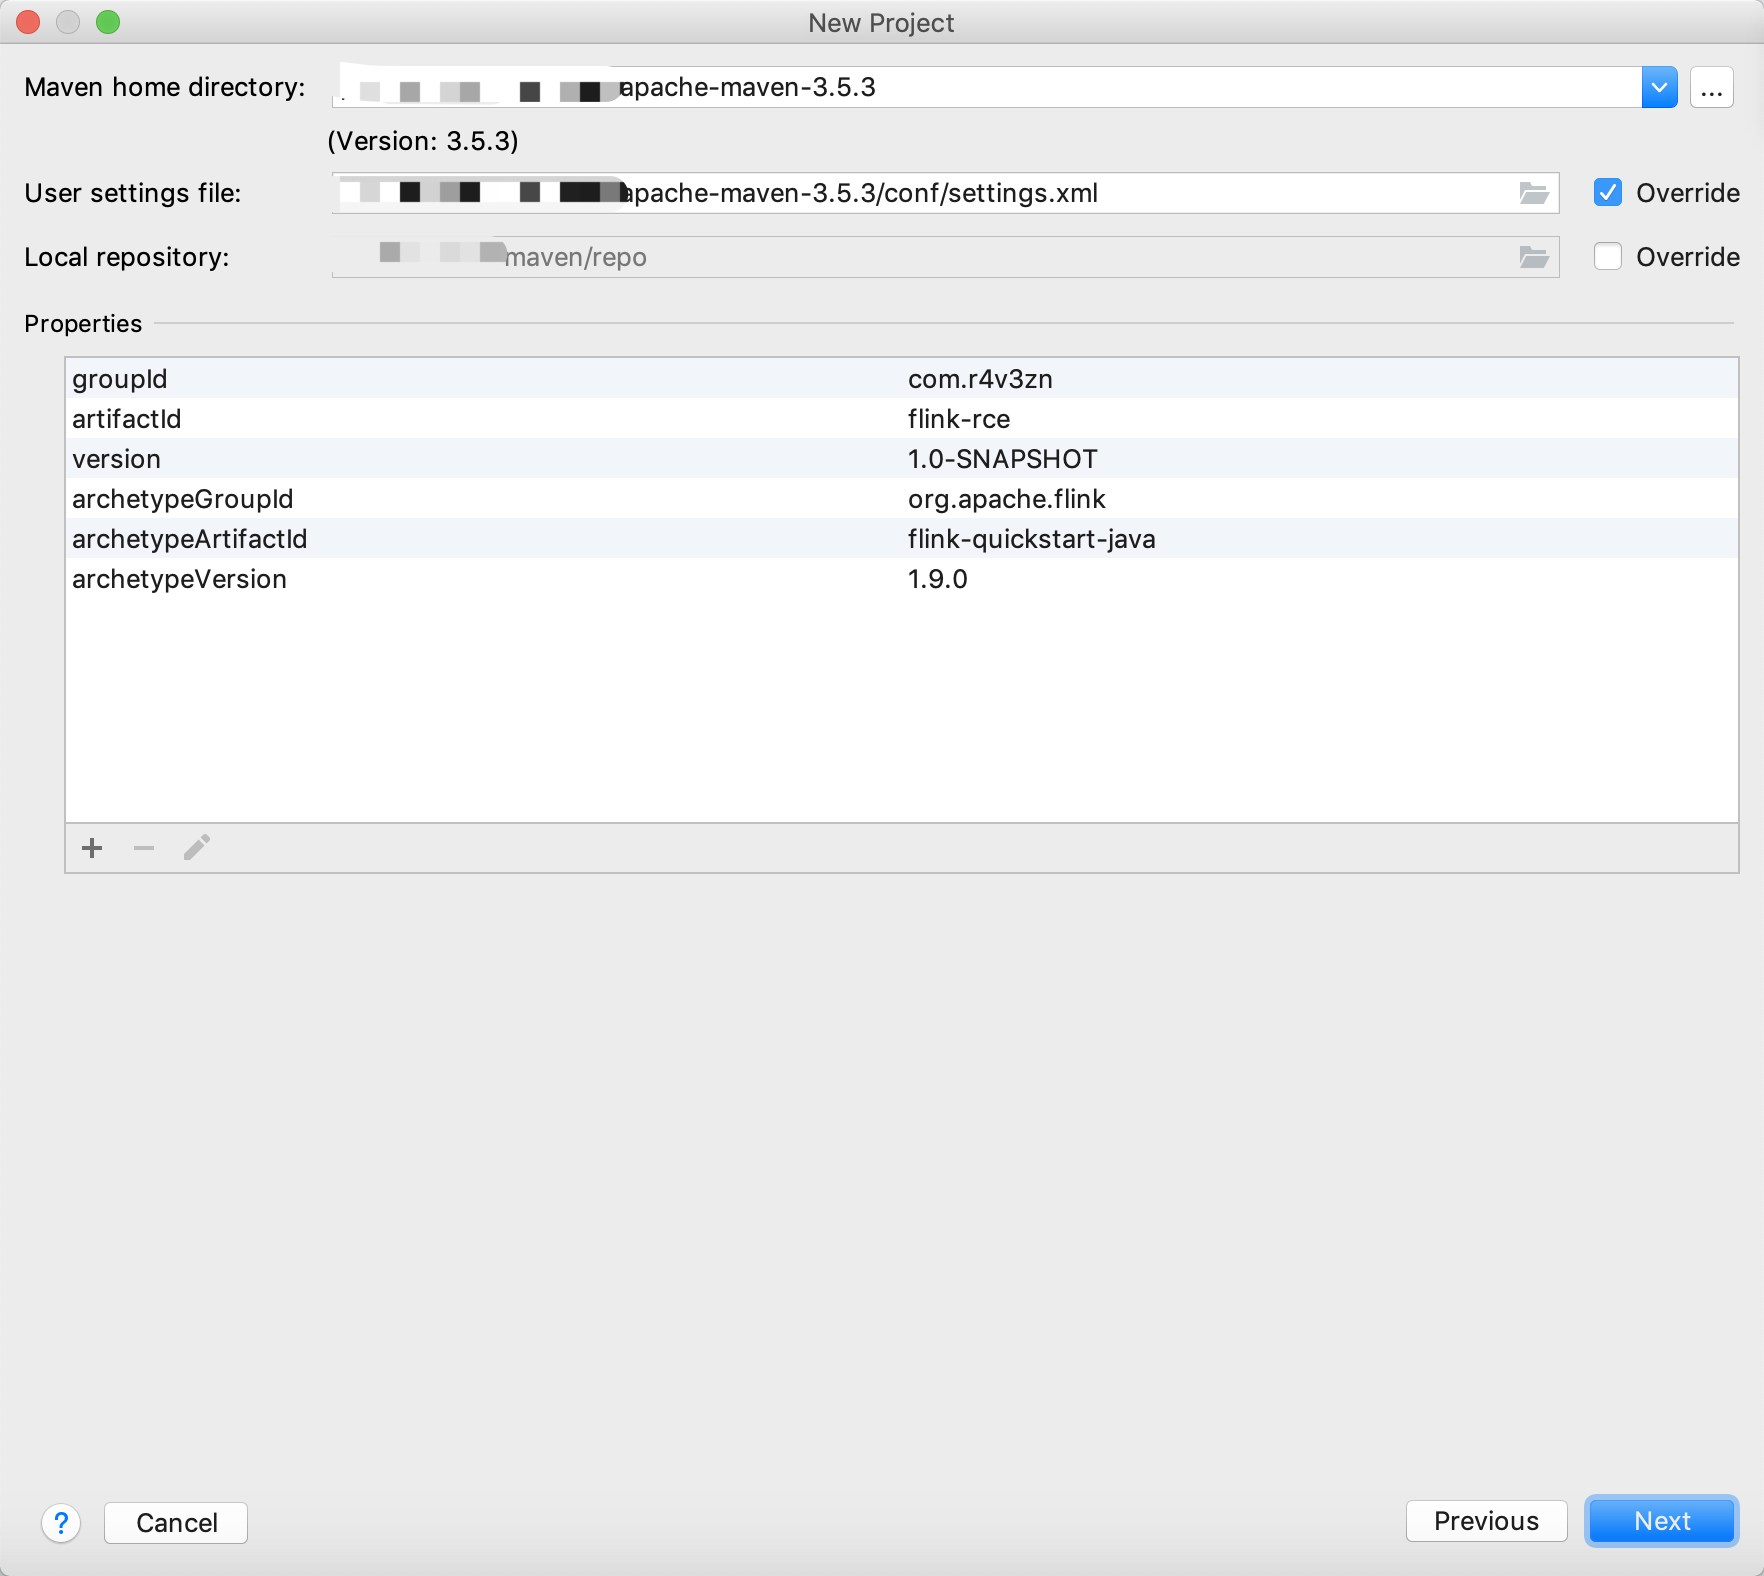 New Project
Maven home directory: apache-maven-3.5.3 ...
(Version: 3.5.3)
User settings file: apache-maven-3.5.3/conf/settings.xml Override
Local repository: maven/repo Override
Properties
groupId com.r4v3zn
artifactId flink-rce
version 1.0-SNAPSHOT
archetypeGroupId org.apache.flink
archetypeArtifactId flink-quickstart-java
archetypeVersion 1.9.0
? Cancel Previous Next